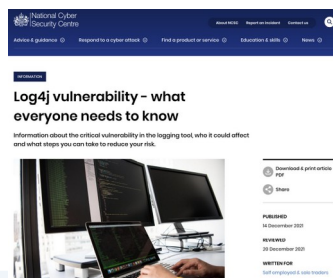 National Cyber
Security Centre
About NCSC Report an incident Contact us
Advice & guidance Respond to a cyber attack Find a product or service Education & skills News
INFORMATION
Log4j vulnerability - what
everyone needs to know
Information about the critical vulnerability in the logging tool, who it could affect
and what steps you can take to reduce your risk.
Download & print article
PDF
Share
PUBLISHED
14 December 2021
REVIEWED
20 December 2021
WRITTEN FOR
Self employed & sole traders